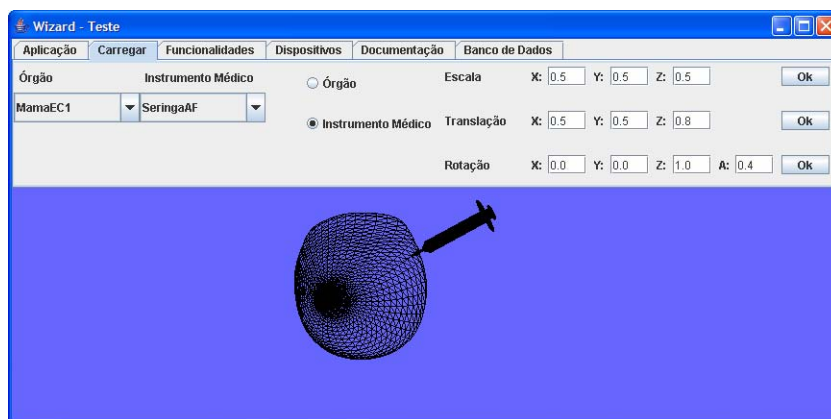 Wizard - Teste
Aplicação Carregar Funcionalidades Dispositivos Documentação Banco de Dados
Órgão Instrumento Médico Órgão Escala X: 0.5 Y: 0.5 Z: 0.5 Ok
MamaEC1 SeringaAF Instrumento Médico Translação X: 0.5 Y: 0.5 Z: 0.8 Ok
Rotação X: 0.0 Y: 0.0 Z: 1.0 A: 0.4 Ok